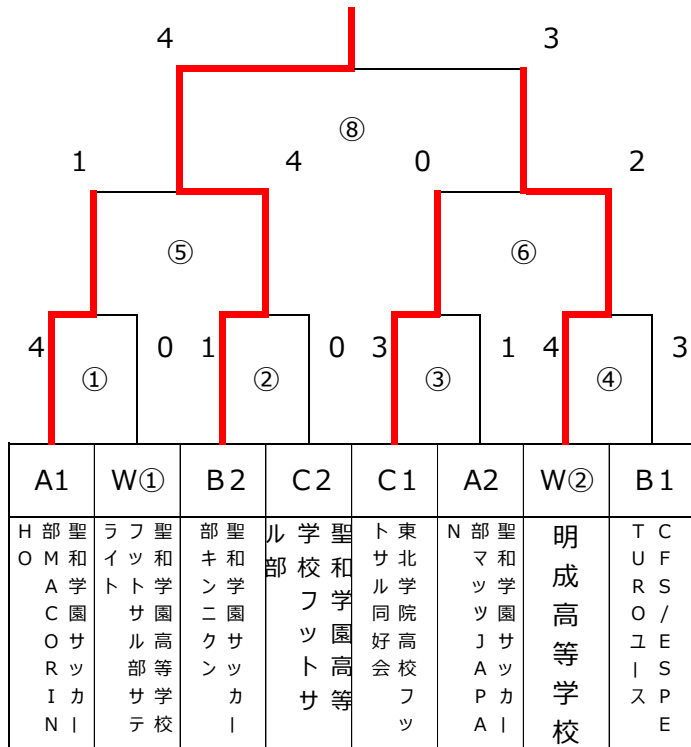 4 3
⑧
1 4 0 2
⑤ ⑥
4 0 1 0 3 1 4 3
① ② ③ ④
A1 W① B2 C2 C1 A2 W② B1
聖和学園サッカー
部MACORIN
HO
聖和学園高等学校
フットサル部サテ
ライト
聖和学園サッカー
部キンニクン
聖和学園高等
学校フットサ
ル部
東北学院高校フッ
トサル同好会
聖和学園サッカー
部マッツJAPA
N
明成高等学校
CFS/ESPE
TUROユース